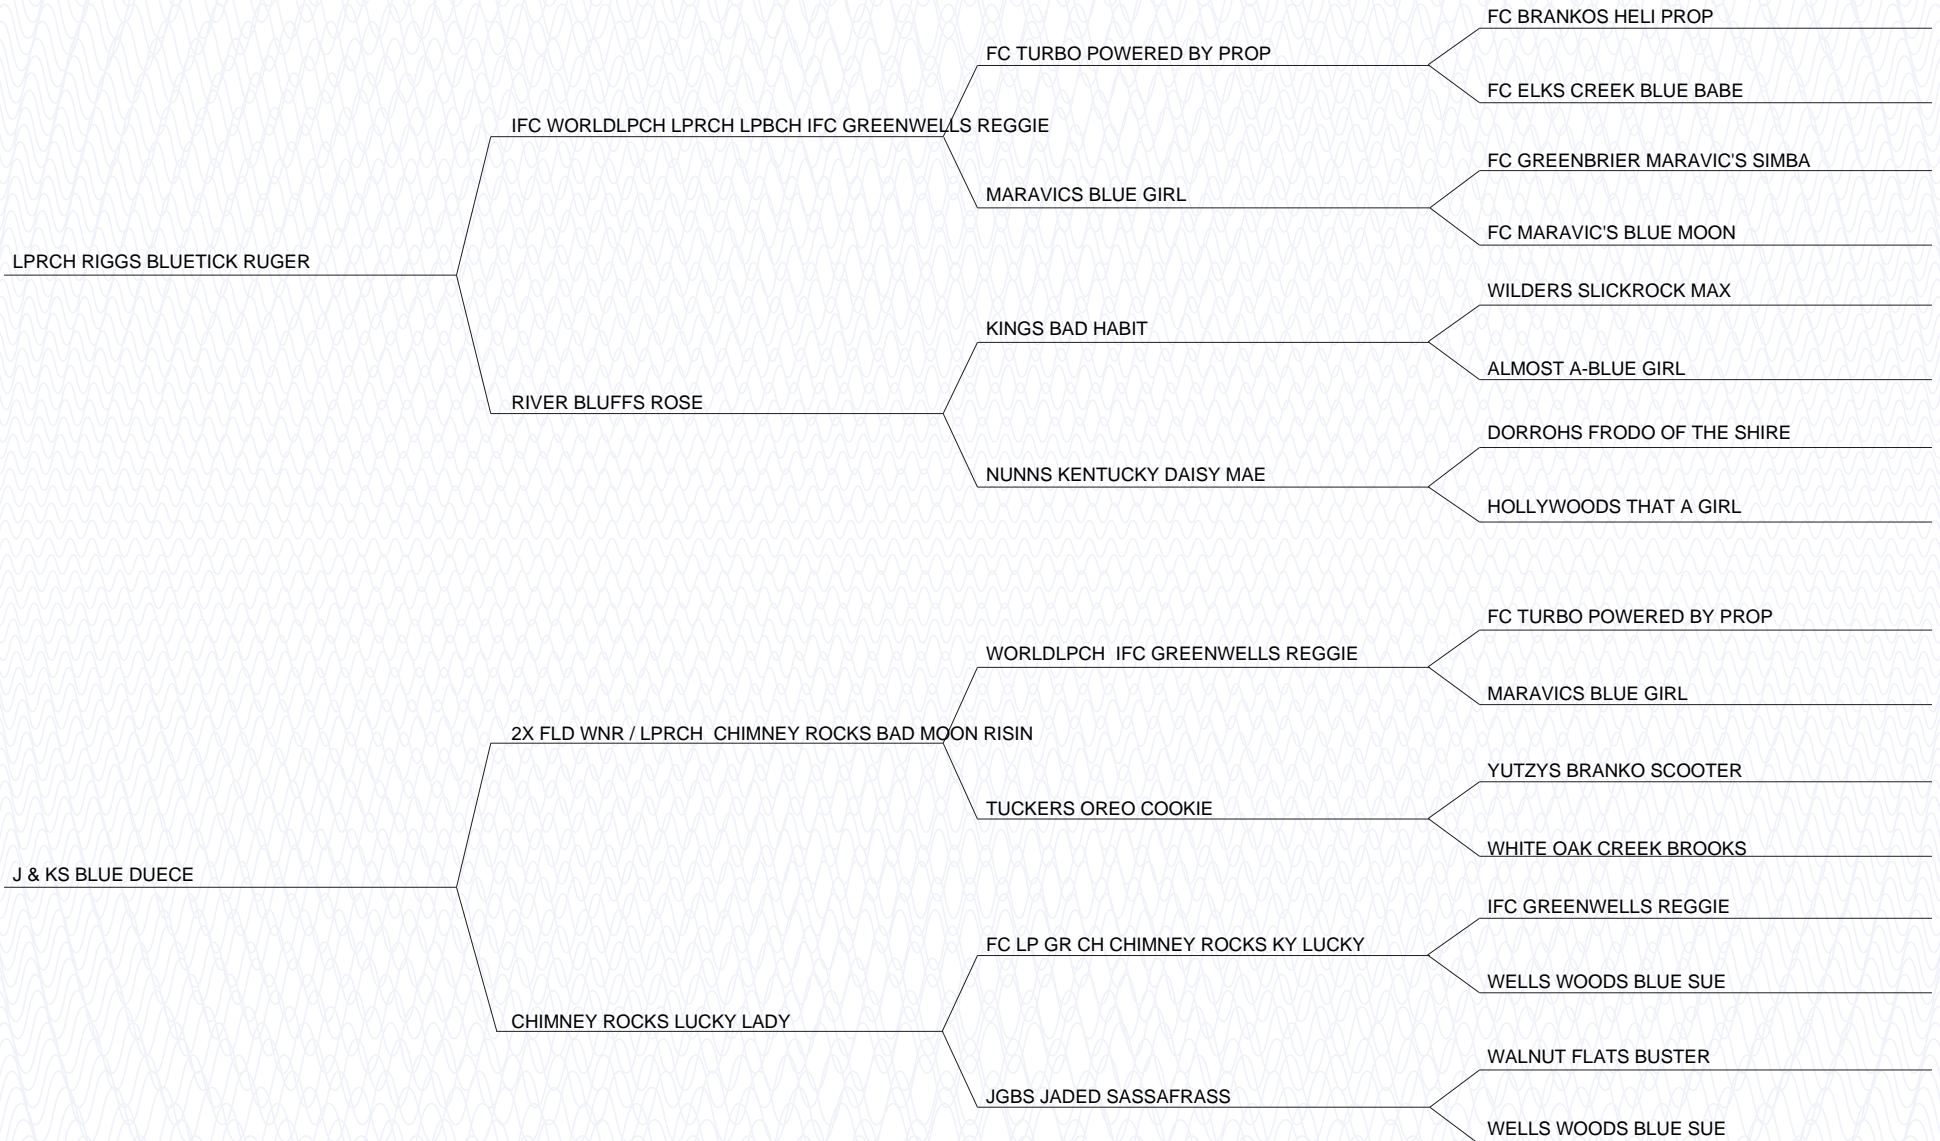 FC BRANKOS HELI PROP
FC TURBO POWERED BY PROP
FC ELKS CREEK BLUE BABE
IFC WORLDLPCH LPRCH LPBCH IFC GREENWELLS REGGIE
FC GREENBRIER MARAVIC'S SIMBA
MARAVICS BLUE GIRL
FC MARAVIC'S BLUE MOON
LPRCH RIGGS BLUETICK RUGER
WILDERS SLICKROCK MAX
KINGS BAD HABIT
ALMOST A-BLUE GIRL
RIVER BLUFFS ROSE
DORROHS FRODO OF THE SHIRE
NUNNS KENTUCKY DAISY MAE
HOLLYWOODS THAT A GIRL
FC TURBO POWERED BY PROP
WORLDLPCH  IFC GREENWELLS REGGIE
MARAVICS BLUE GIRL
2X FLD WNR / LPRCH  CHIMNEY ROCKS BAD MOON RISIN
YUTZYS BRANKO SCOOTER
TUCKERS OREO COOKIE
WHITE OAK CREEK BROOKS
J & KS BLUE DUECE
IFC GREENWELLS REGGIE
FC LP GR CH CHIMNEY ROCKS KY LUCKY
WELLS WOODS BLUE SUE
CHIMNEY ROCKS LUCKY LADY
WALNUT FLATS BUSTER
JGBS JADED SASSAFRASS
WELLS WOODS BLUE SUE